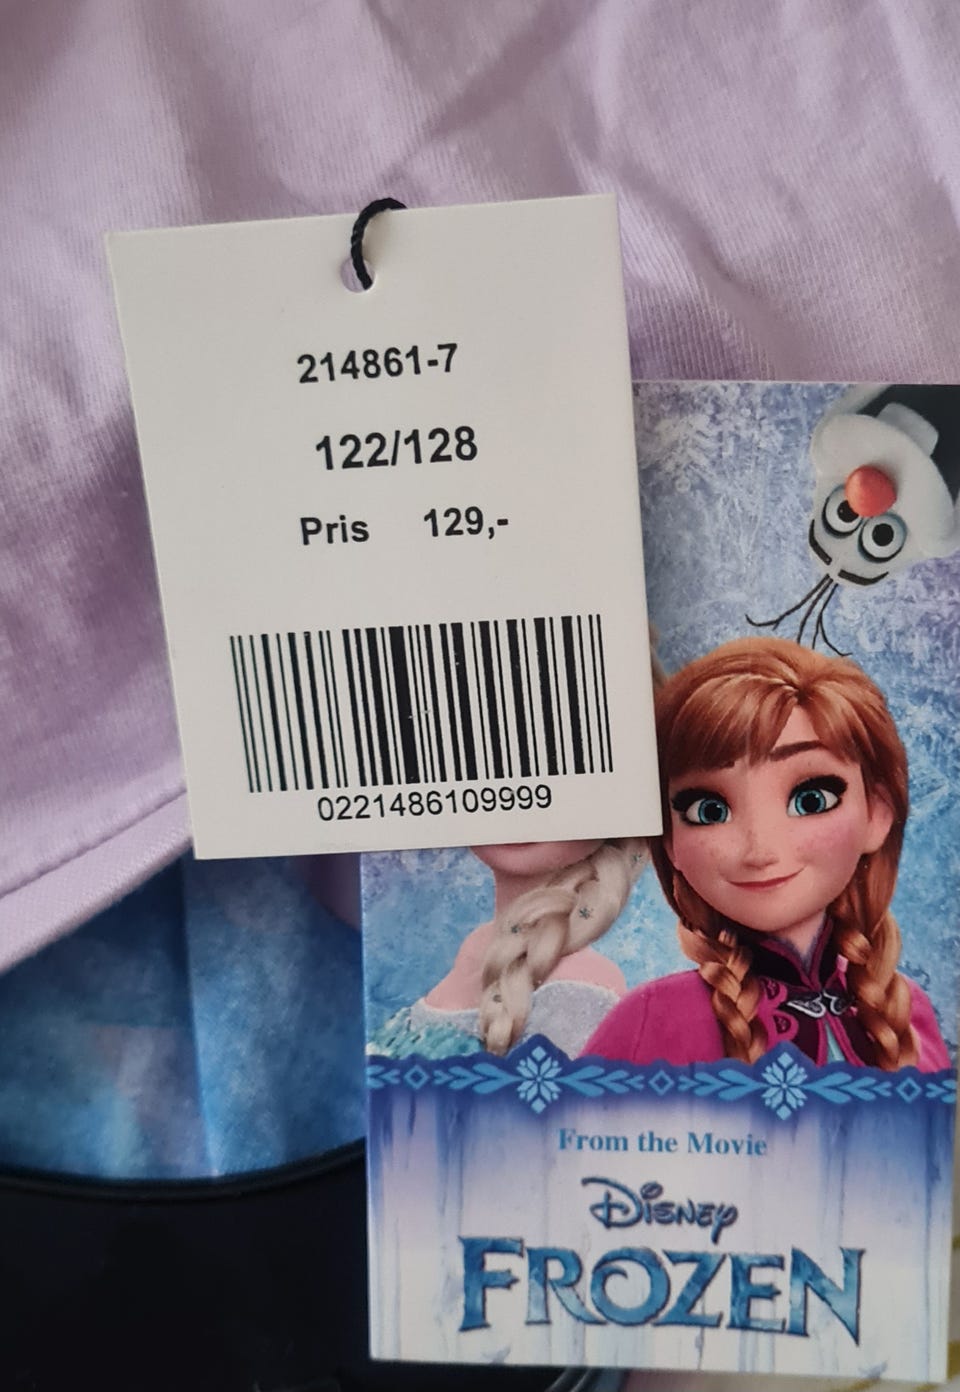 214861-7
122/128
Pris 129,-
0221486109999
From the Movie
Disney
FROZEN